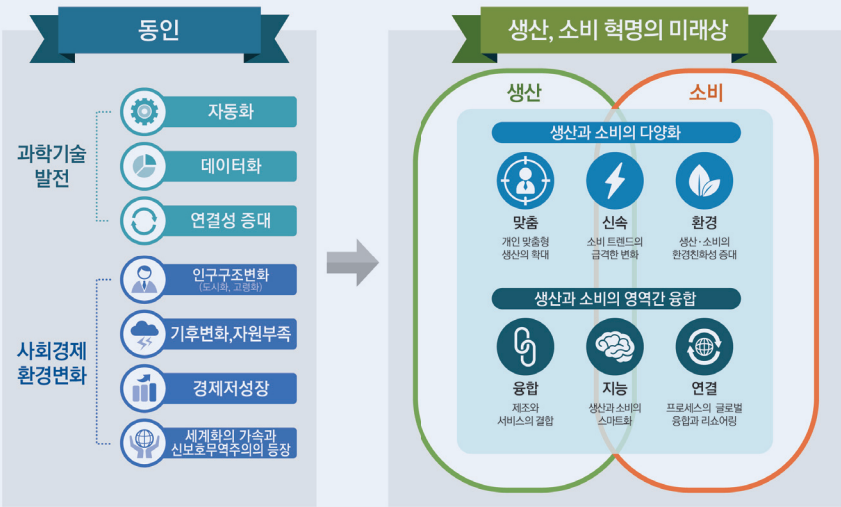 동인
과학기술
발전
자동화
데이터화
연결성 증대
사회경제
환경변화
인구구조변화
(도시화, 고령화)
기후변화,자원부족
경제저성장
세계화의 가속과
신보호무역주의의 등장
생산, 소비 혁명의 미래상
생산
소비
생산과 소비의 다양화
맞춤
개인 맞춤형
생산의 확대
신속
소비 트렌드의
급격한 변화
환경
생산·소비의
환경친화성 증대
생산과 소비의 영역간 융합
융합
제조와
서비스의 결합
지능
생산과 소비의
스마트화
연결
프로세스의 글로벌
융합과 리쇼어링